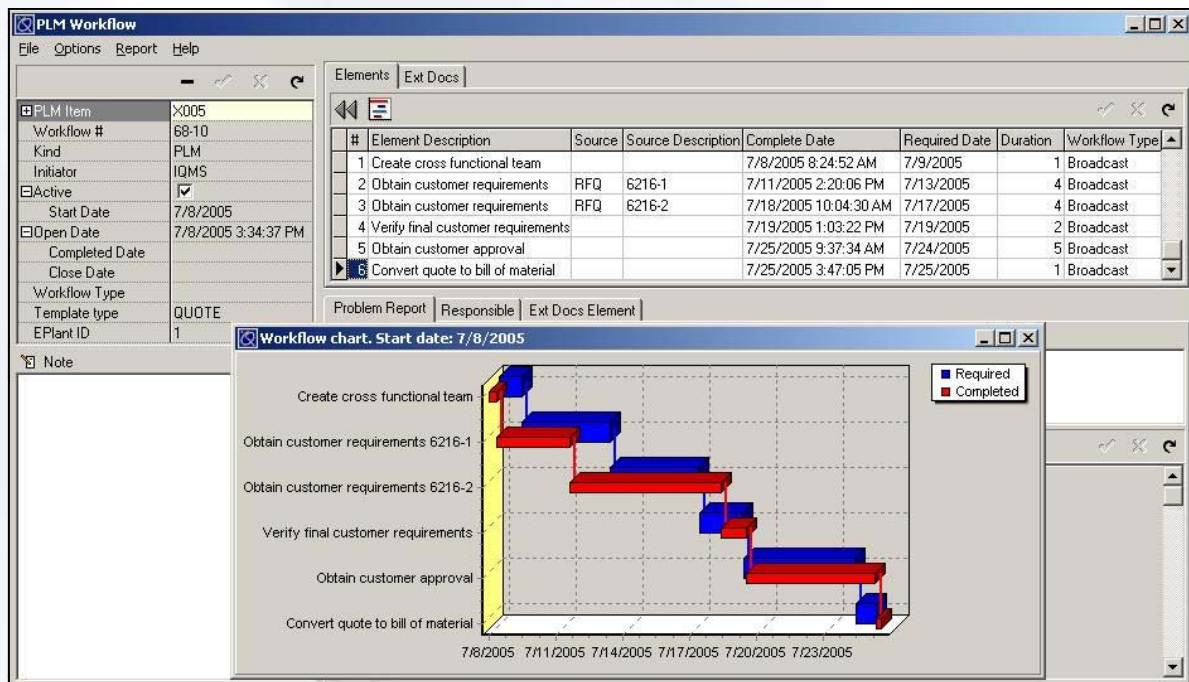 PLM Workflow
File Options Report Help
PLM Item X005
Workflow # 68-10
Kind PLM
Initiator IQMS
Active
Start Date 7/8/2005
Open Date 7/8/2005 3:34:37 PM
Completed Date
Close Date
Workflow Type
Template type QUOTE
EPlant ID 1
Note
Elements Ext Docs
# Element Description Source Source Description Complete Date Required Date Duration Workflow Type
1 Create cross functional team 7/8/2005 8:24:52 AM 7/9/2005 1 Broadcast
2 Obtain customer requirements RFQ 6216-1 7/11/2005 2:20:06 PM 7/13/2005 4 Broadcast
3 Obtain customer requirements RFQ 6216-2 7/18/2005 10:04:30 AM 7/17/2005 4 Broadcast
4 Verify final customer requirements 7/19/2005 1:03:22 PM 7/19/2005 2 Broadcast
5 Obtain customer approval 7/25/2005 9:37:34 AM 7/24/2005 5 Broadcast
6 Convert quote to bill of material 7/25/2005 3:47:05 PM 7/25/2005 1 Broadcast
Problem Report Responsible Ext Docs Element
Workflow chart. Start date: 7/8/2005
Required
Completed
Create cross functional team
Obtain customer requirements 6216-1
Obtain customer requirements 6216-2
Verify final customer requirements
Obtain customer approval
Convert quote to bill of material
7/8/2005 7/11/2005 7/14/2005 7/17/2005 7/20/2005 7/23/2005